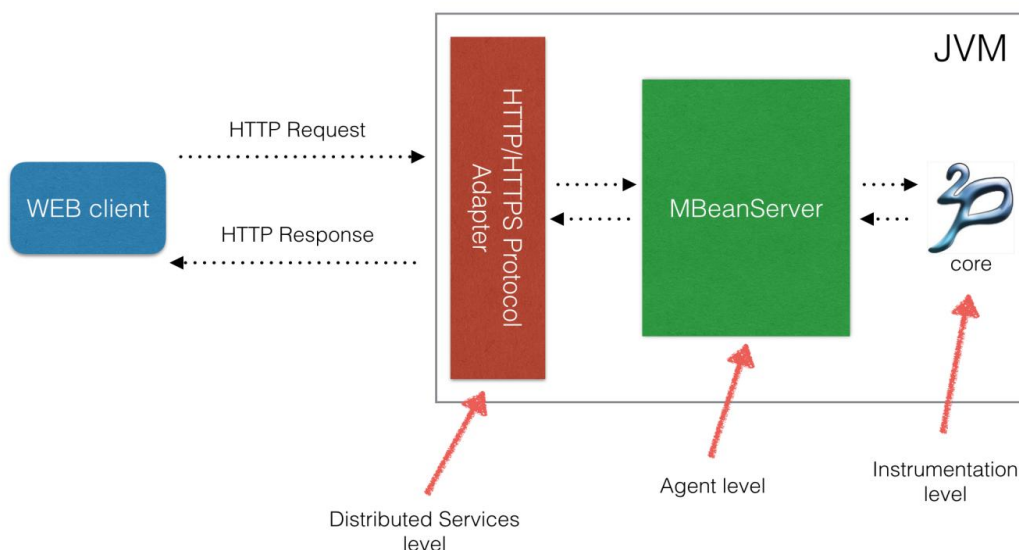 JVM
HTTP Request
HTTP/HTTPS Protocol
Adapter
WEB client
MBeanServer
HTTP Response
2p
core
Distributed Services
level
Agent level
Instrumentation
level